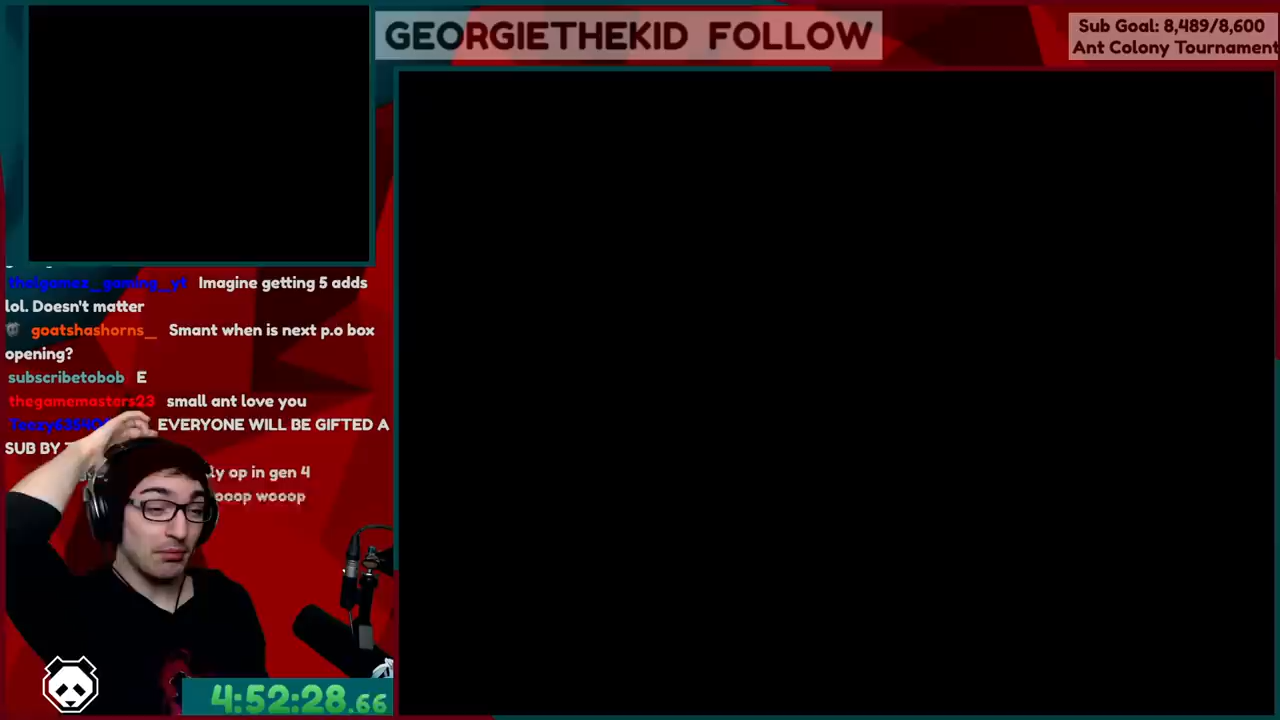 GEORGIETHEKID FOLLOW
Sub Goal: 8,489/8,600
Ant Colony Tournament
Imagine getting 5 adds
lol. Doesn't matter
goatshashorns_ Smant when is next p.o box
opening?
subscribetobob E
thegamemasters23 small ant love you
EVERYONE WILL BE GIFTED A
SUB BY
op in gen 4
wooop
4:52:28.66